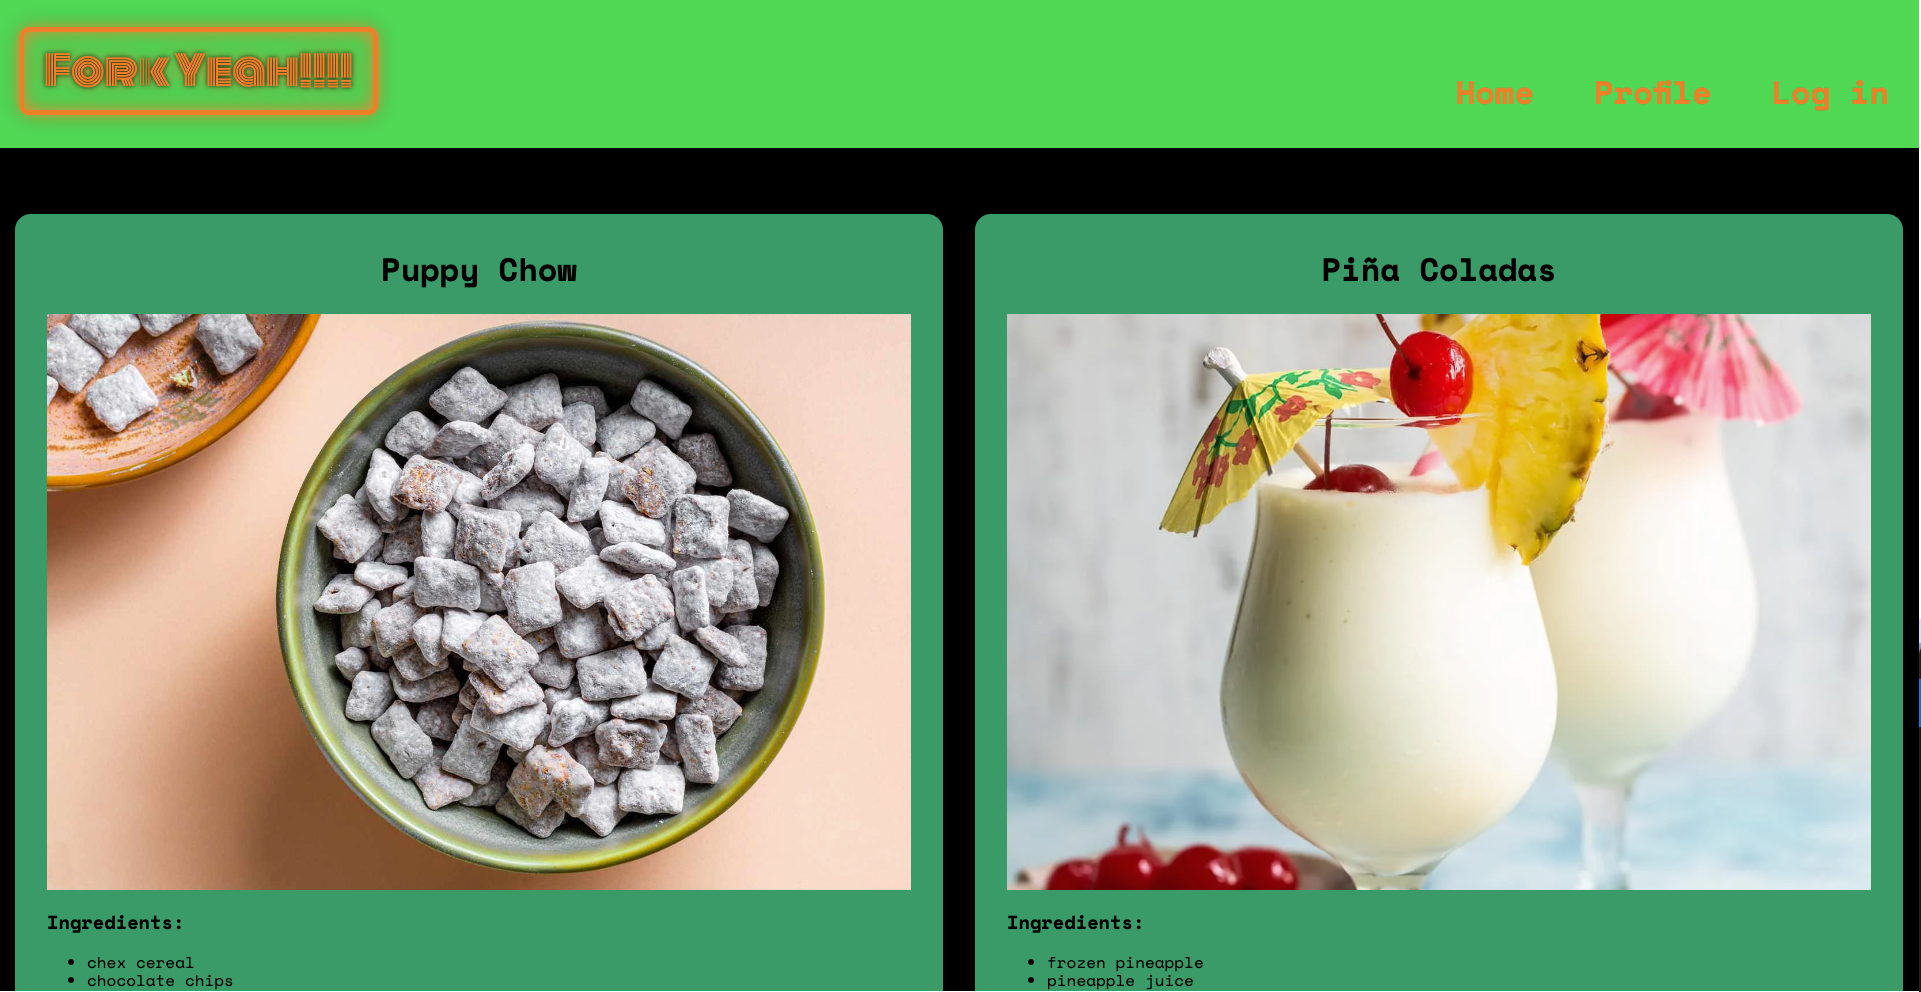 Fork Yeah!!!!
Home Profile Log in
Puppy Chow
Piña Coladas
Ingredients:
• chex cereal
• chocolate chips
Ingredients:
• frozen pineapple
• pineapple juice